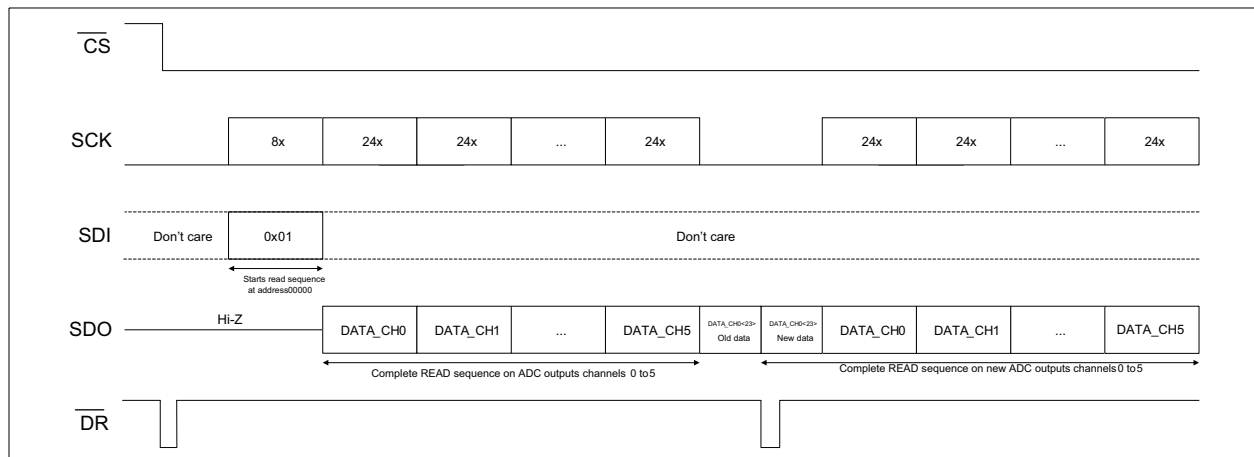 CS
SCK
8x 24x 24x ... 24x 24x 24x ... 24x
SDI
Don't care 0x01 Don't care
Starts read sequence
at address00000
SDO
Hi-Z
DATA_CH0 DATA_CH1 ... DATA_CH5 DATA_CH0<23> DATA_CH0<23> DATA_CH0 DATA_CH1 ... DATA_CH5
Old data New data
Complete READ sequence on ADC outputs channels 0 to5 Complete READ sequence on new ADC outputs channels0 to5
DR